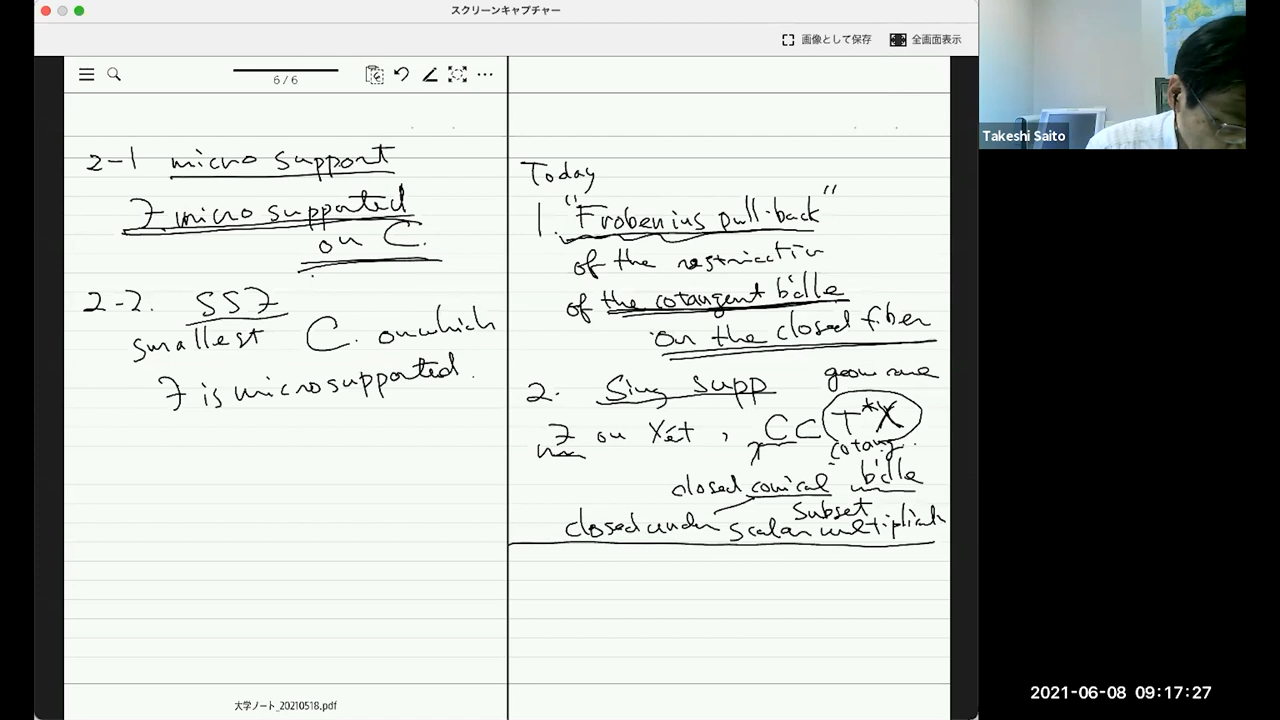 スクリーンキャプチャー
画像として保存 全画面表示
6 / 6
2-1 micro support
F micro supported
on C.
2-2. SSF
smallest C. on which
F is microsupported.
Today
1. "Frobenius pull-back"
of the restriction
of the cotangent b'dle
on the closed fiber
2. Sing supp
geom
F on Xét, C ⊂ T*X
cotang.
closed conical b'dle
subset
closed under scalar multiplicat
大学ノート_20210518.pdf
Takeshi Saito
2021-06-08 09:17:27